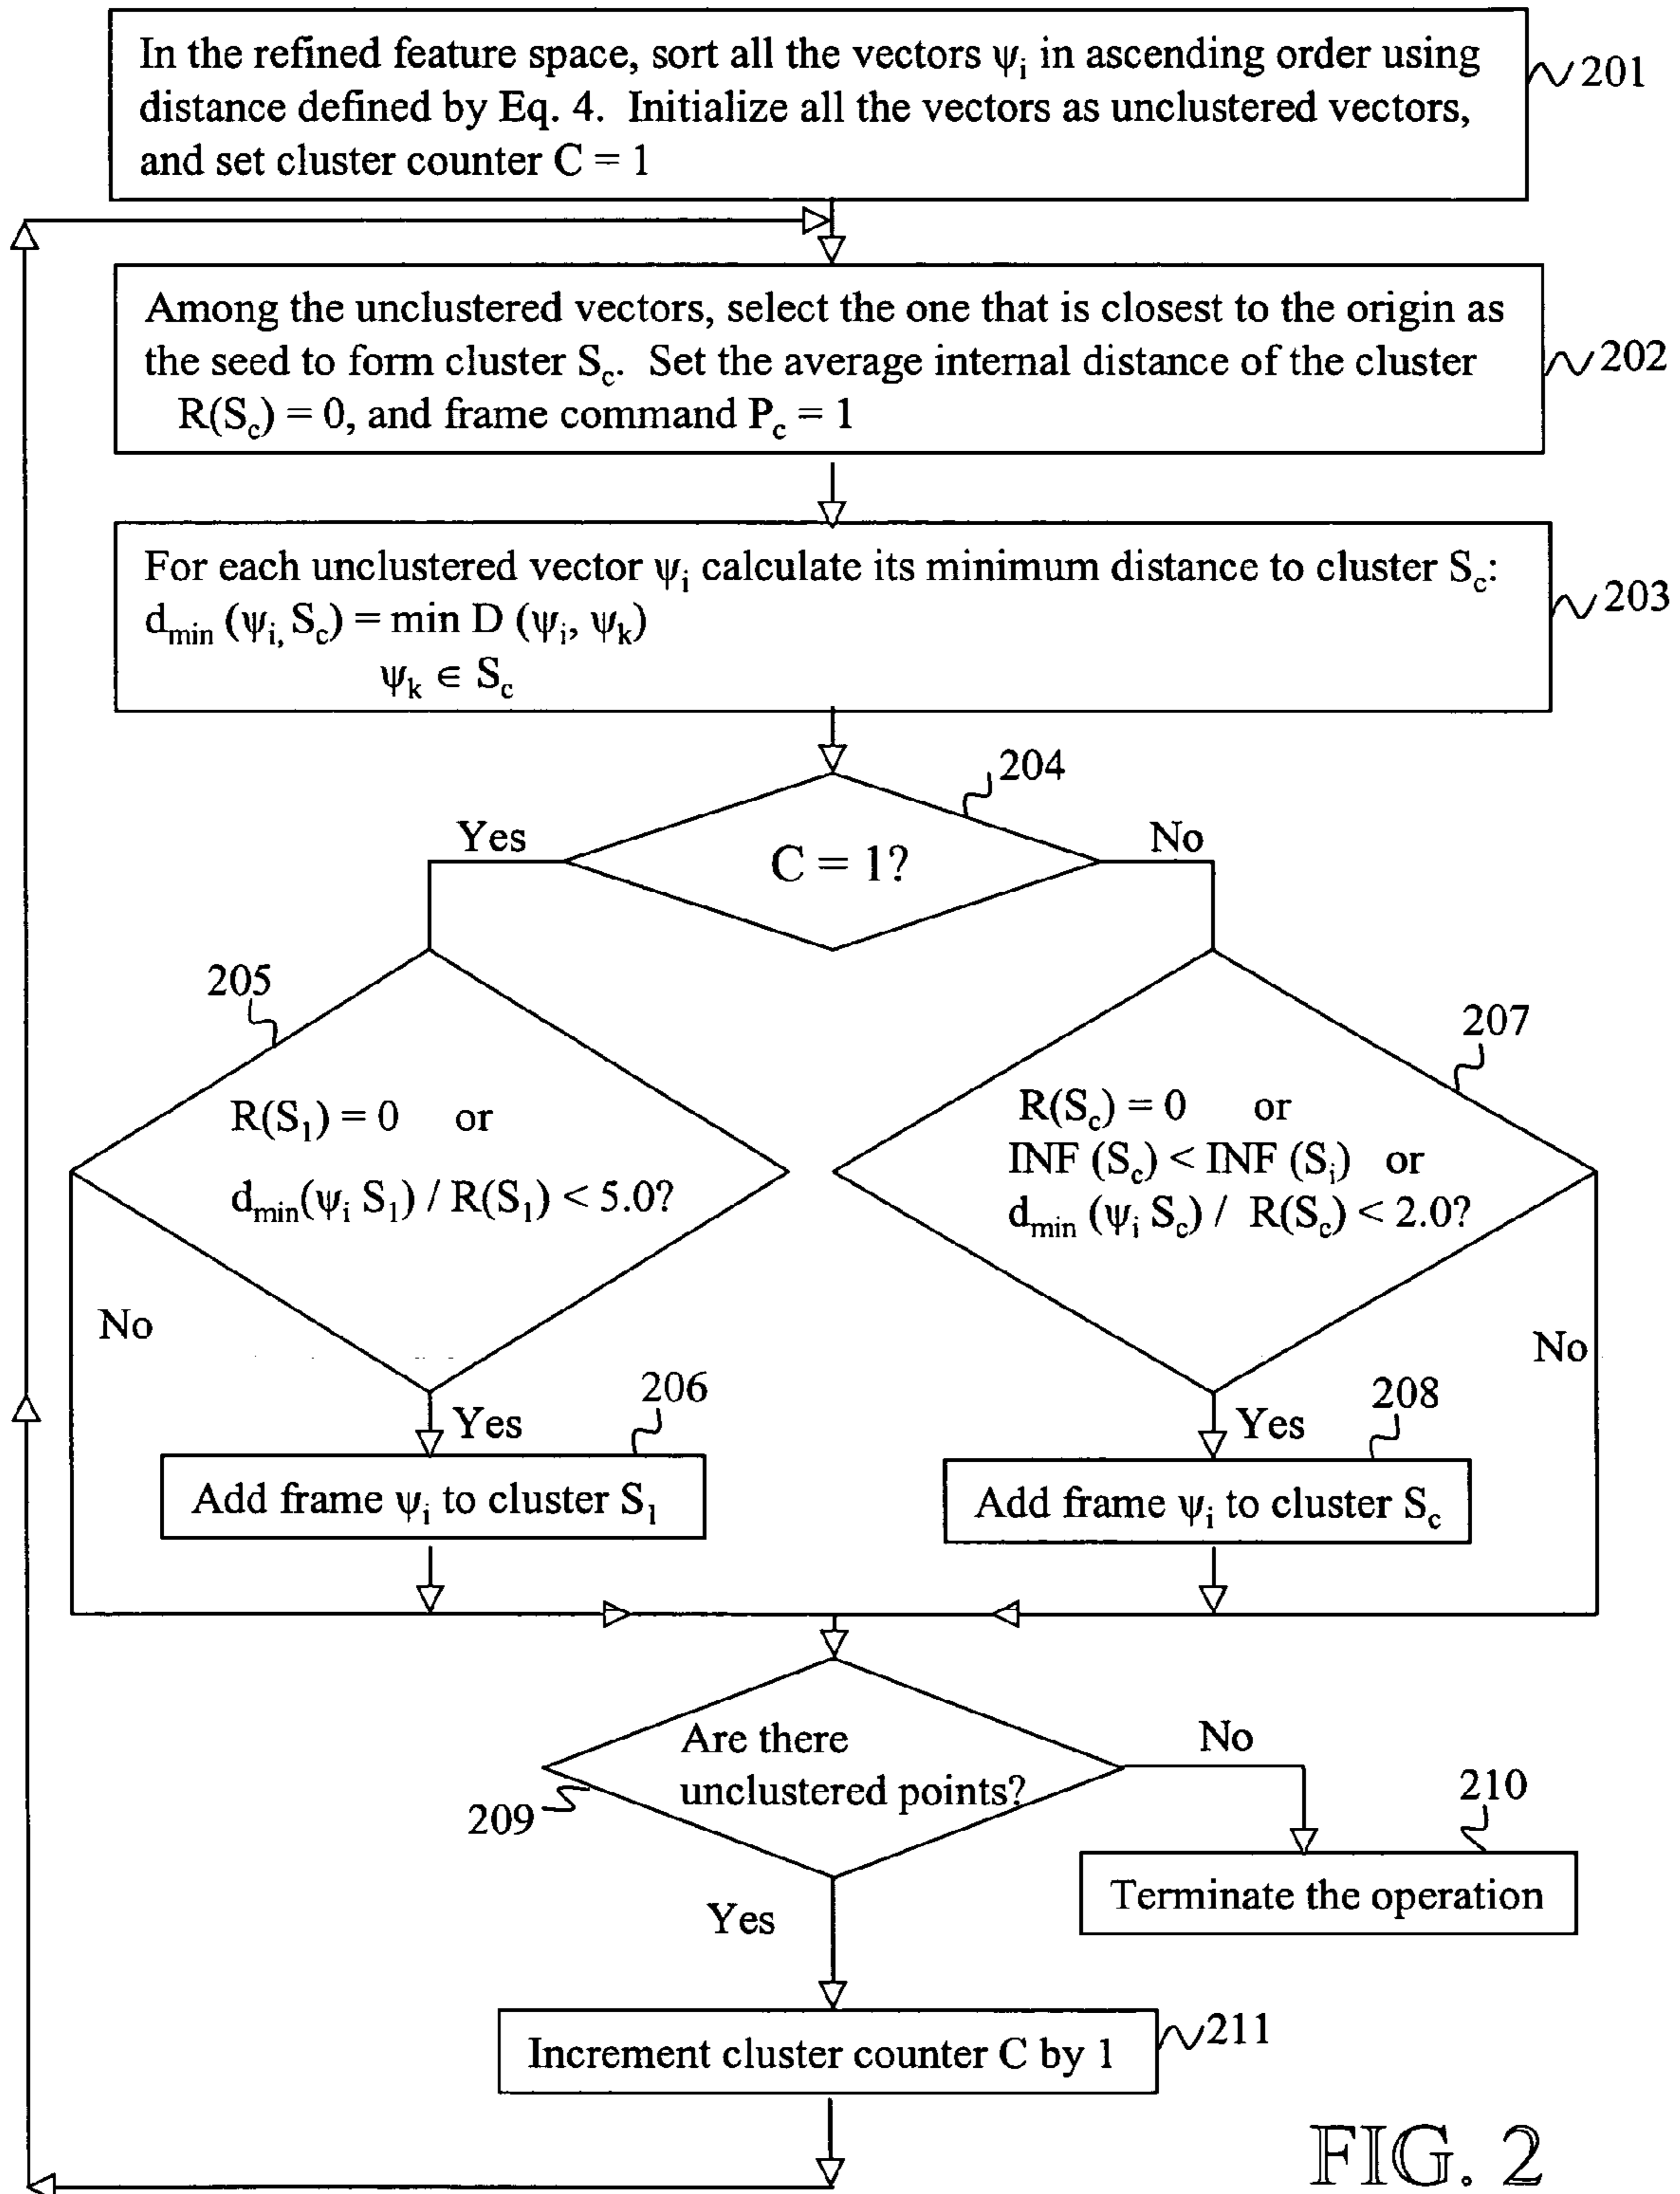 In the refined feature space, sort all the vectors ψi in ascending order using
distance defined by Eq. 4. Initialize all the vectors as unclustered vectors,
and set cluster counter C = 1
201
Among the unclustered vectors, select the one that is closest to the origin as
the seed to form cluster Sc. Set the average internal distance of the cluster
R(Sc) = 0, and frame command Pc = 1
202
For each unclustered vector ψi calculate its minimum distance to cluster Sc:
dmin (ψi, Sc) = min D (ψi, ψk)
ψk ∈ Sc
203
204
Yes
C = 1?
No
205
R(S1) = 0 or
dmin(ψi S1) / R(S1) < 5.0?
207
R(Sc) = 0 or
INF (Sc) < INF (Si) or
dmin (ψi Sc) / R(Sc) < 2.0?
No
No
Yes
206
Add frame ψi to cluster S1
Yes
208
Add frame ψi to cluster Sc
Are there
unclustered points?
209
No
210
Terminate the operation
Yes
Increment cluster counter C by 1
211
FIG. 2